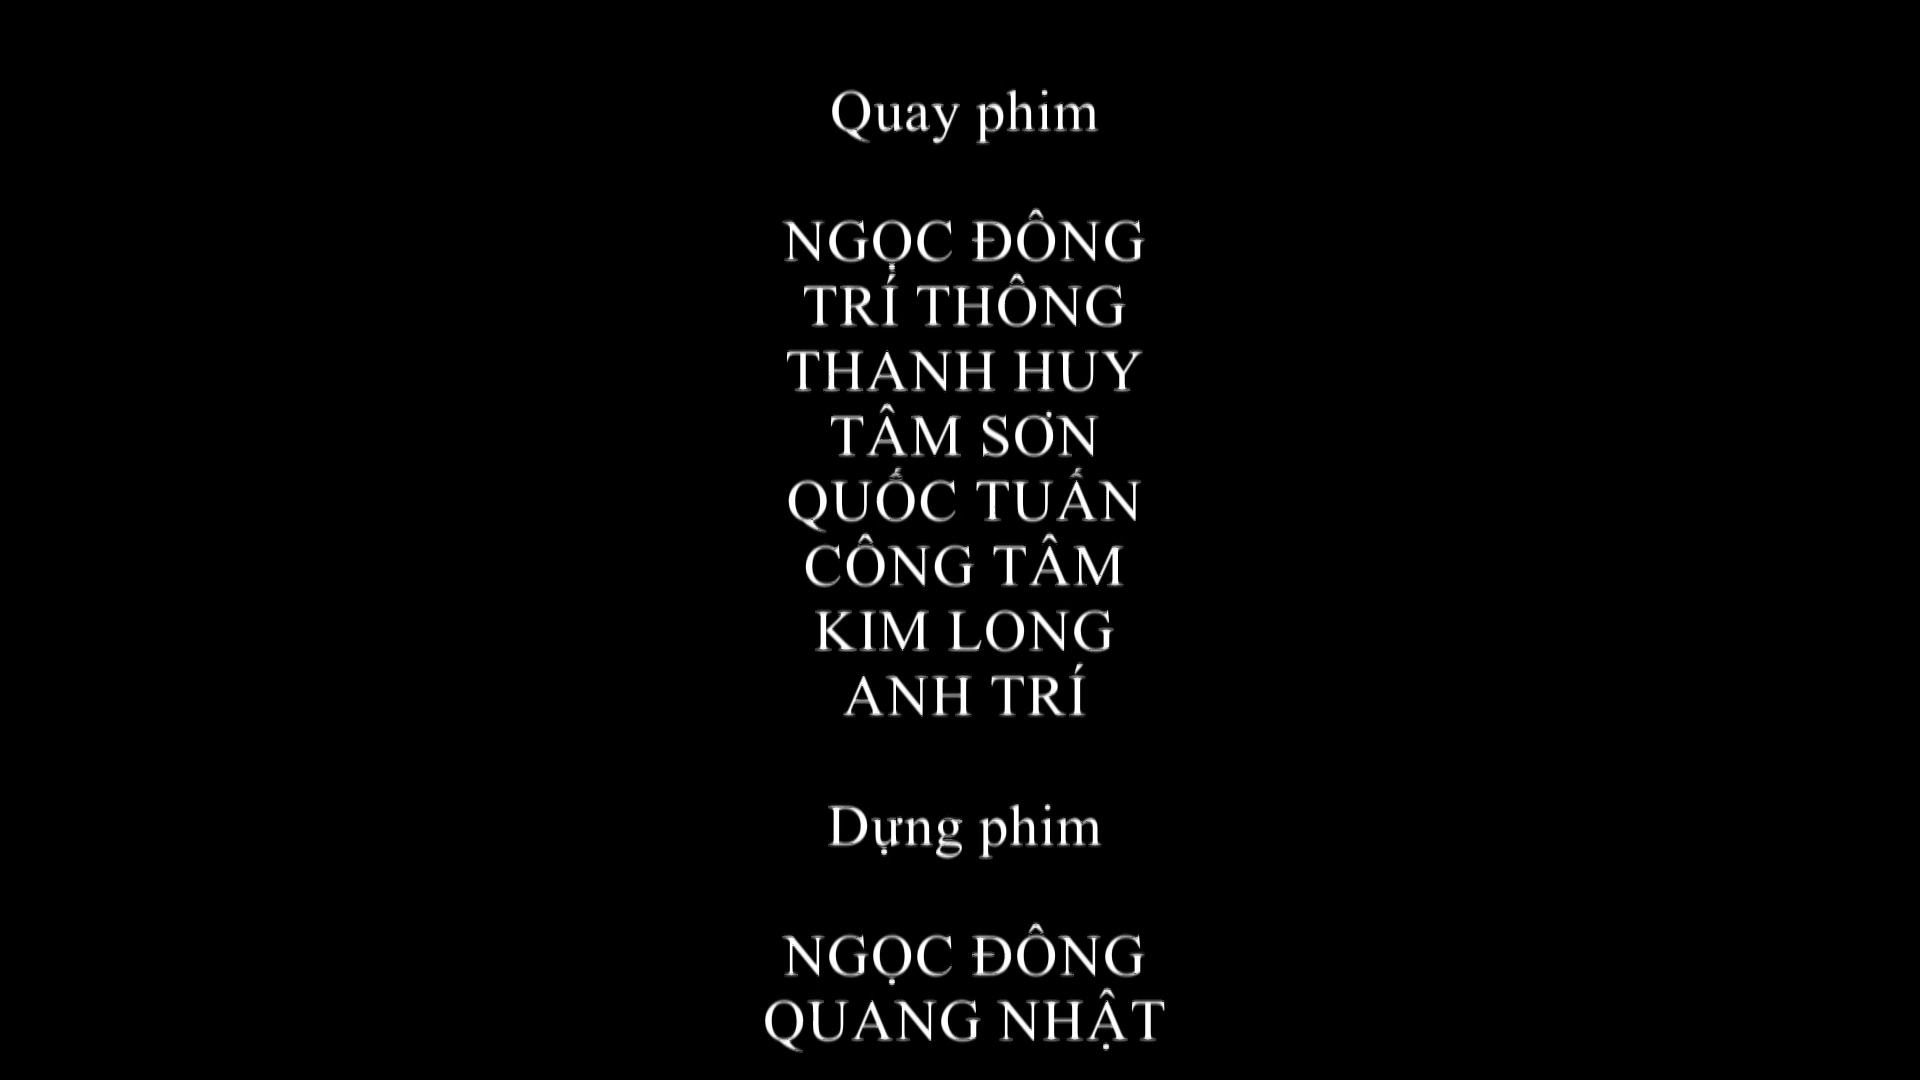 Quay phim
NGỌC ĐÔNG
TRÍ THÔNG
THANH HUY
TÂM SƠN
QUỐC TUẤN
CÔNG TÂM
KIM LONG
ANH TRÍ
Dựng phim
NGỌC ĐÔNG
QUANG NHẬT